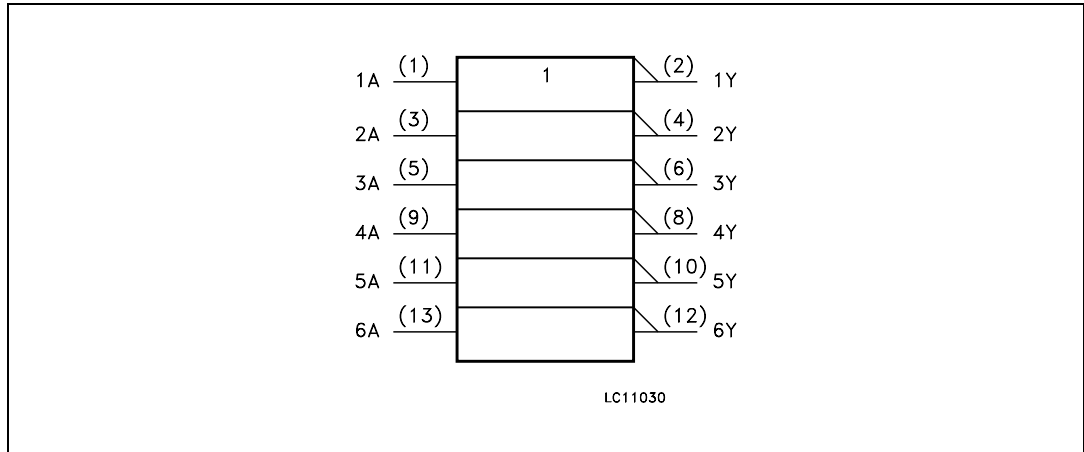 1A (1) 1 (2) 1Y
2A (3) (4) 2Y
3A (5) (6) 3Y
4A (9) (8) 4Y
5A (11) (10) 5Y
6A (13) (12) 6Y
LC11030